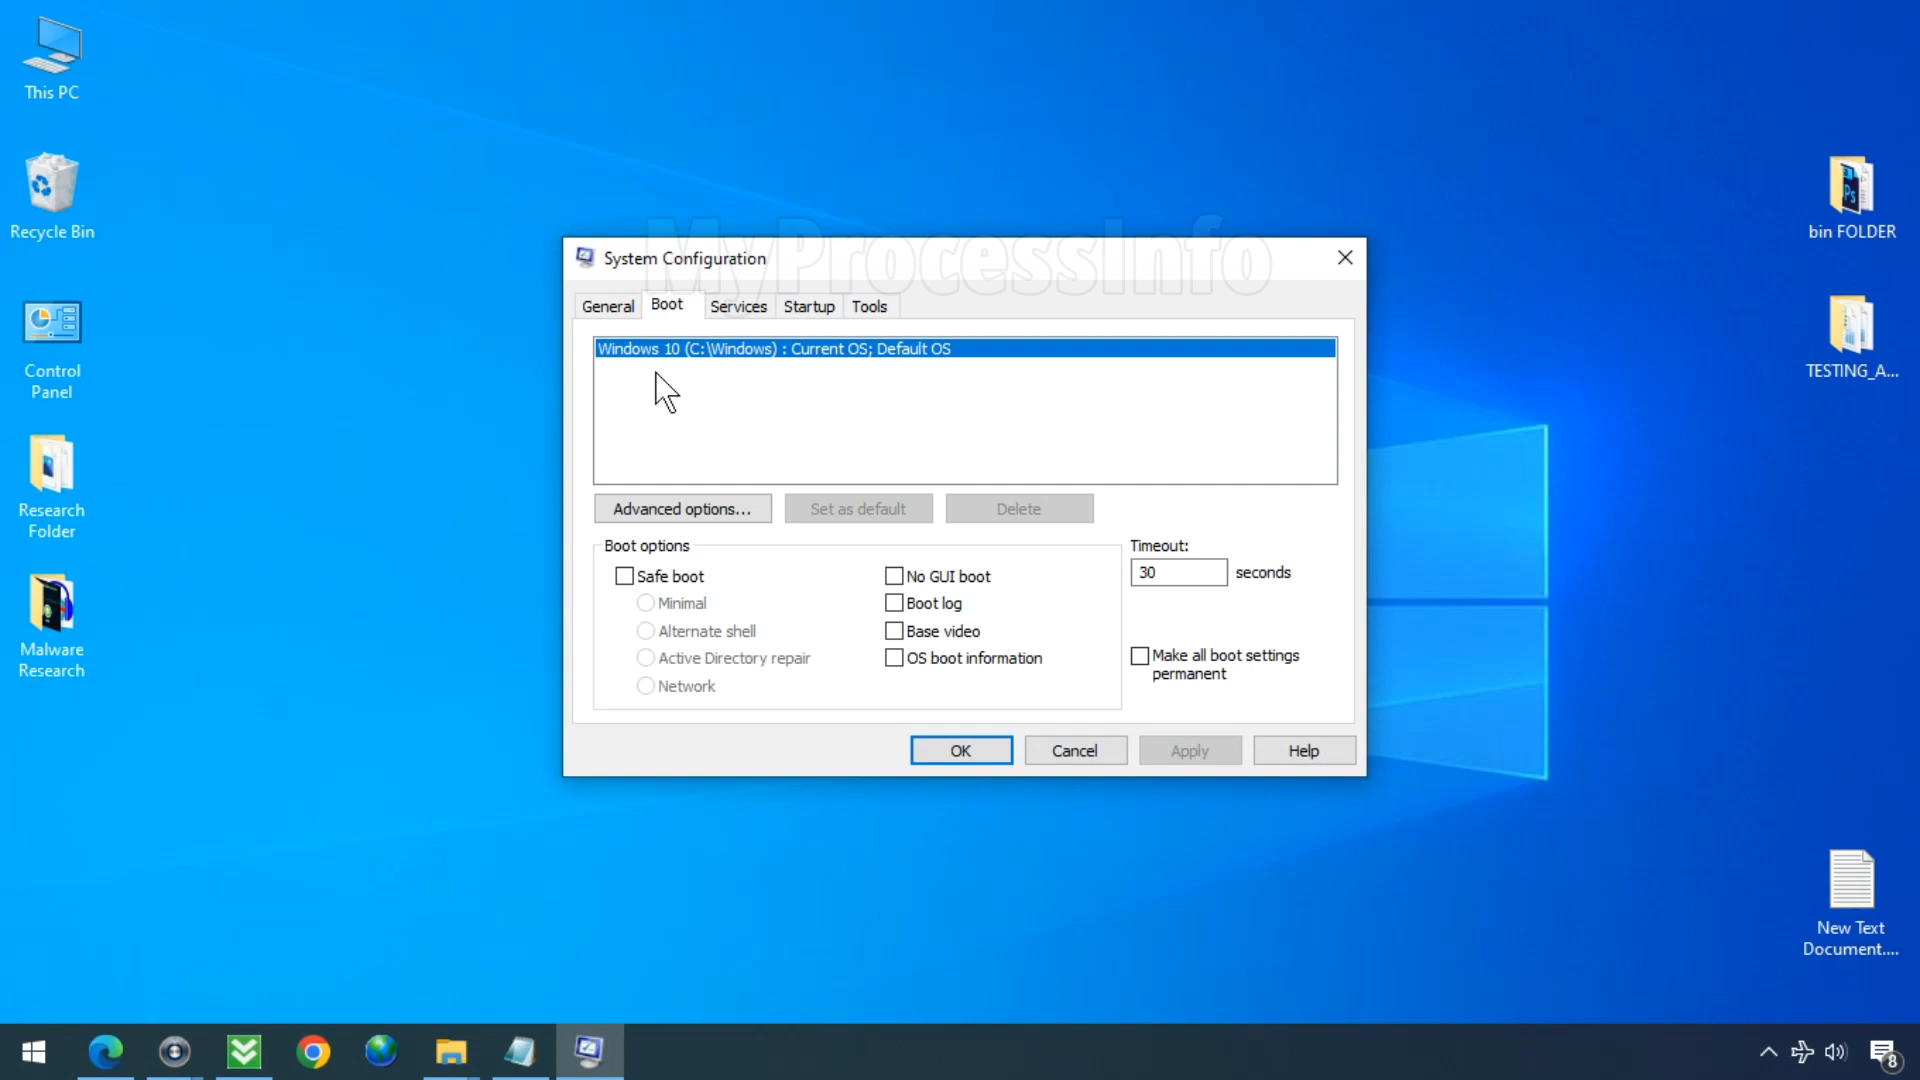 This PC
Recycle Bin
Control
Panel
Research
Folder
Malware
Research
bin FOLDER
TESTING_A...
New Text
Document....
MyProcessInfo
System Configuration
General
Boot
Services
Startup
Tools
Windows 10 (C:\Windows) : Current OS; Default OS
Advanced options...
Set as default
Delete
Boot options
Safe boot
Minimal
Alternate shell
Active Directory repair
Network
No GUI boot
Boot log
Base video
OS boot information
Timeout:
30 seconds
Make all boot settings
permanent
OK
Cancel
Apply
Help
Ps
8